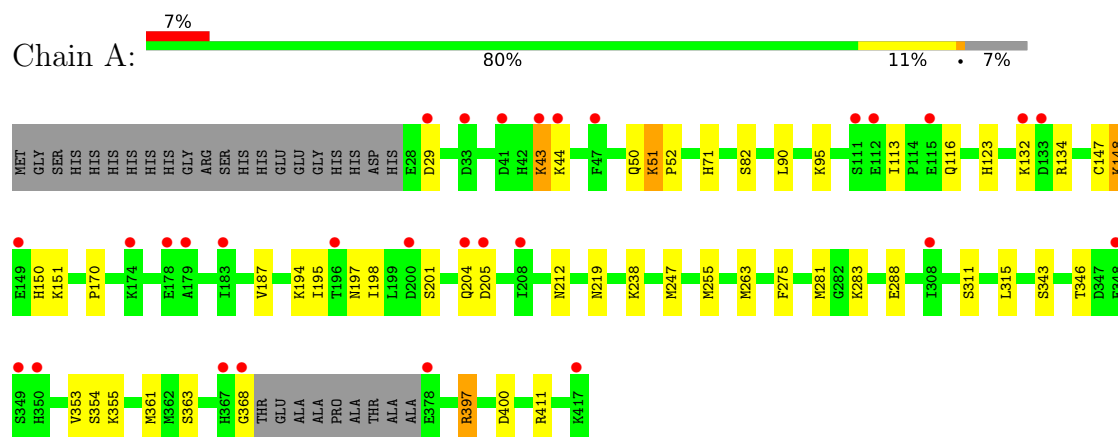 7%
Chain A:
80% 11% • 7%
MET GLY SER HIS HIS HIS HIS HIS HIS HIS GLY ARG SER HIS HIS GLU GLU GLY HIS HIS ASP HIS E28 D29 D33 D41 H42 K43 K44 F47 Q50 K51 P52 H71 S82 L90 K95 S111 E112 I113 P114 E115 Q116 H123 K132 D133 R134 C147 K148
E149 H150 K151 P170 K174 E178 A179 I183 V187 K194 I195 T196 N197 I198 L199 D200 S201 Q204 D205 I208 N212 N219 K238 M247 M255 M263 F275 M281 G282 K283 E288 I308 S311 L315 S343 T346 D347 E348
S349 H350 V353 S354 K355 M361 M362 S363 H367 G368 THR GLU ALA ALA PRO ALA THR ALA ALA E378 R397 D400 R411 K417